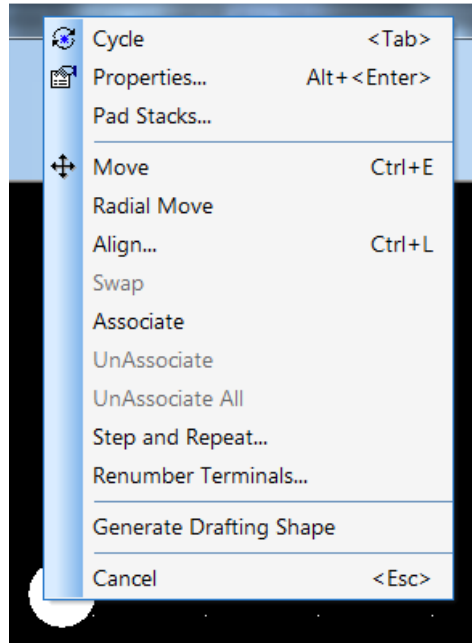 Cycle <Tab>
Properties... Alt+<Enter>
Pad Stacks...
Move Ctrl+E
Radial Move
Align... Ctrl+L
Swap
Associate
UnAssociate
UnAssociate All
Step and Repeat...
Renumber Terminals...
Generate Drafting Shape
Cancel <Esc>